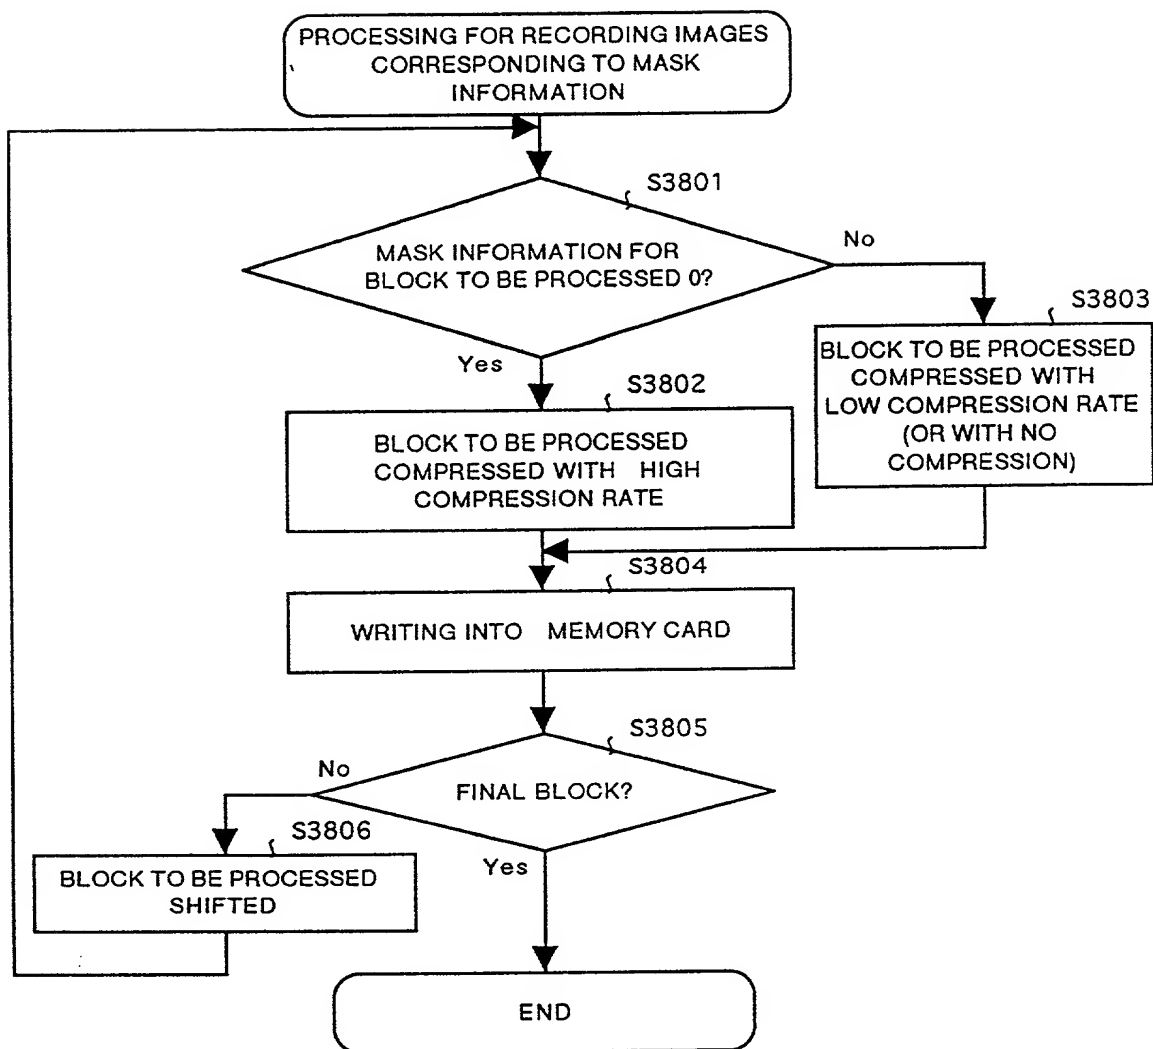 PROCESSING FOR RECORDING IMAGES
CORRESPONDING TO MASK
INFORMATION
S3801
MASK INFORMATION FOR
BLOCK TO BE PROCESSED 0?
No
Yes
S3803
BLOCK TO BE PROCESSED
COMPRESSED WITH
LOW COMPRESSION RATE
(OR WITH NO
COMPRESSION)
S3802
BLOCK TO BE PROCESSED
COMPRESSED WITH HIGH
COMPRESSION RATE
S3804
WRITING INTO MEMORY CARD
S3805
FINAL BLOCK?
No
Yes
S3806
BLOCK TO BE PROCESSED
SHIFTED
END